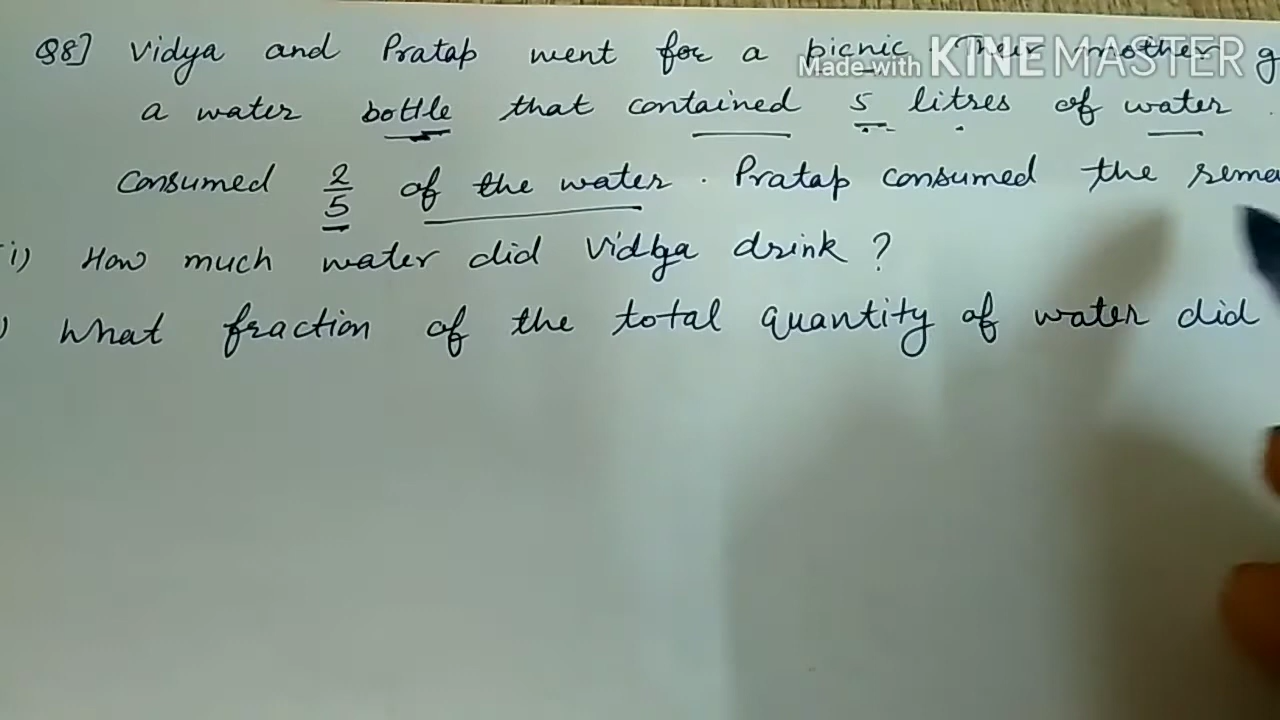 Q8] Vidya and Pratap went for a picnic. Their mother g
Made with KINEMASTER
a water bottle that contained 5 litres of water.
Consumed 2/5 of the water. Pratap consumed the rema
i) How much water did Vidya drink?
) What fraction of the total quantity of water did